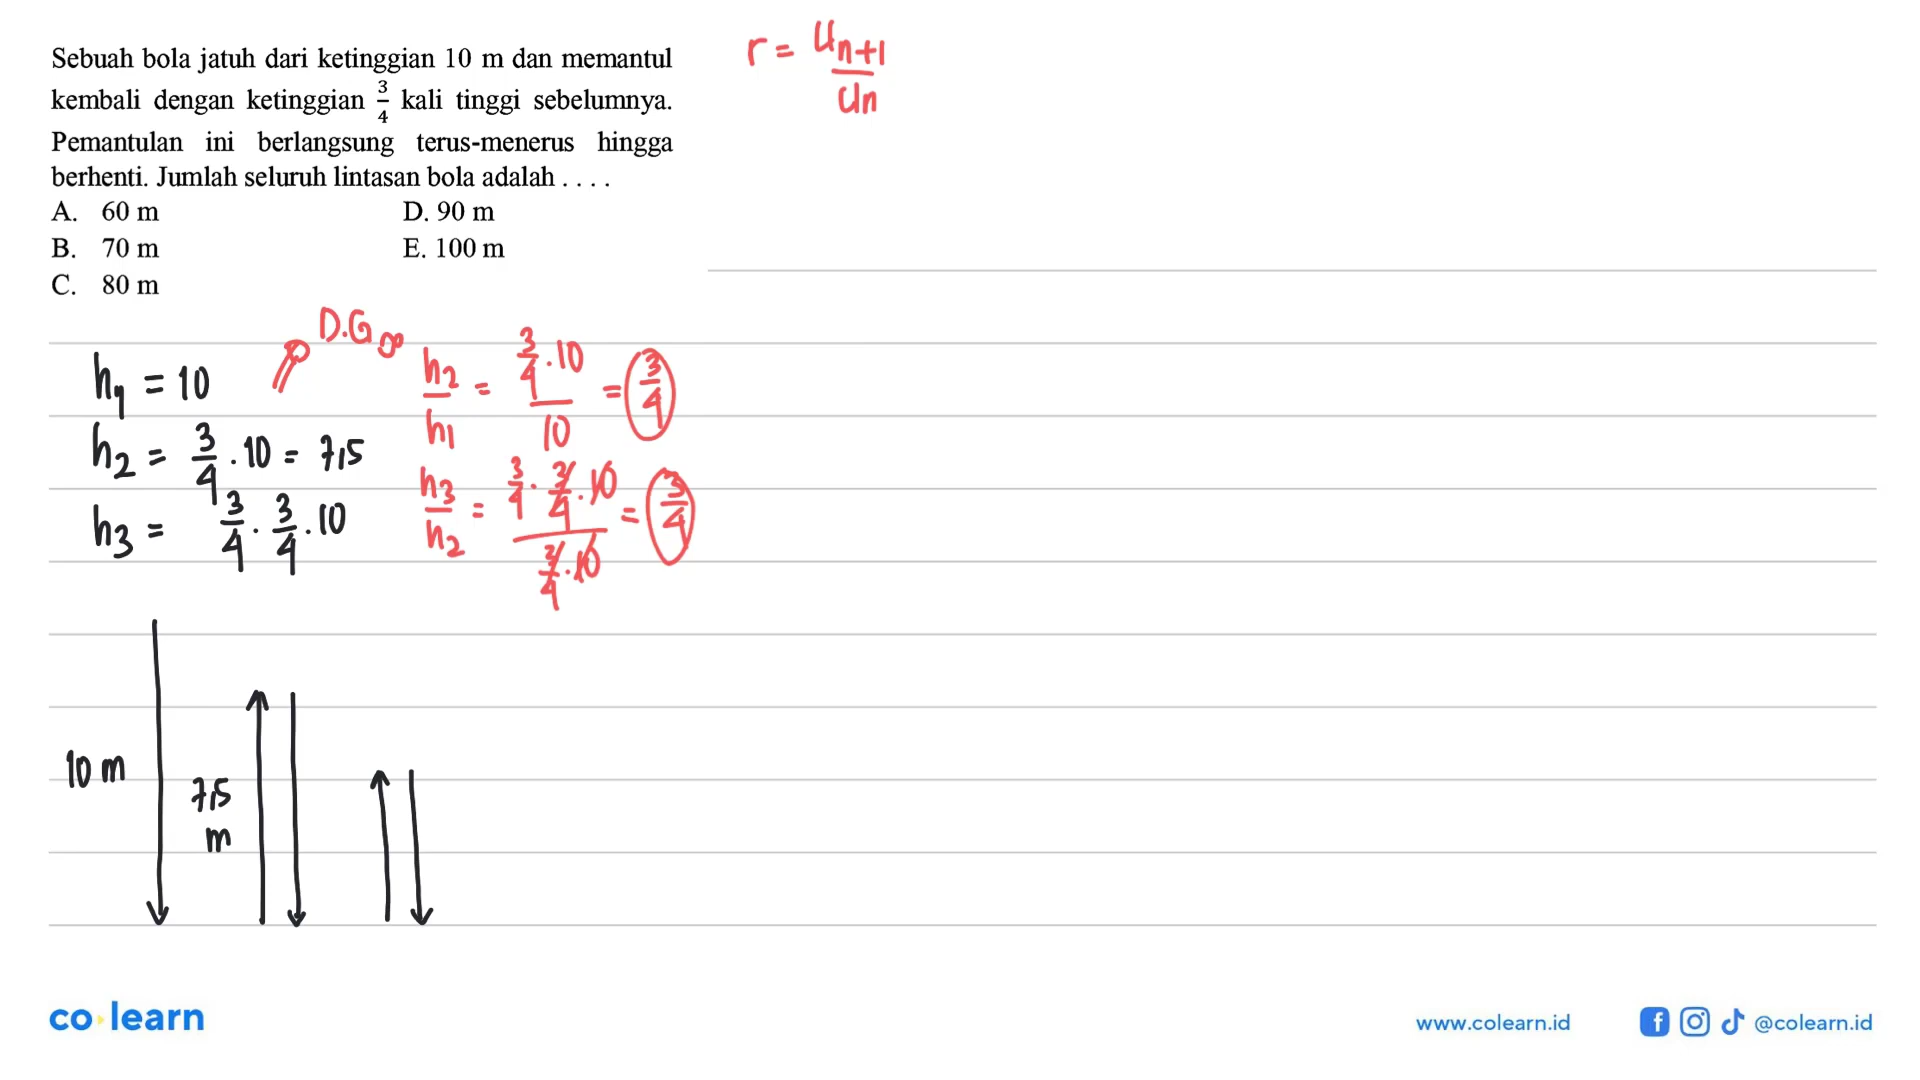 Sebuah bola jatuh dari ketinggian 10 m dan memantul
kembali dengan ketinggian 3/4 kali tinggi sebelumnya.
Pemantulan ini berlangsung terus-menerus hingga
berhenti. Jumlah seluruh lintasan bola adalah . . . .
A. 60 m
D. 90 m
B. 70 m
E. 100 m
C. 80 m
r = Un+1/Un
D.G ∞
h1 = 10
h2 = 3/4 . 10 = 7,5
h3 = 3/4 . 3/4 . 10
h2/h1 = 3/4 . 10 / 10 = 3/4
h3/h2 = 3/4 . 3/4 . 10 / 3/4 . 10 = 3/4
10 m
7,5
m
co learn
www.colearn.id
@colearn.id